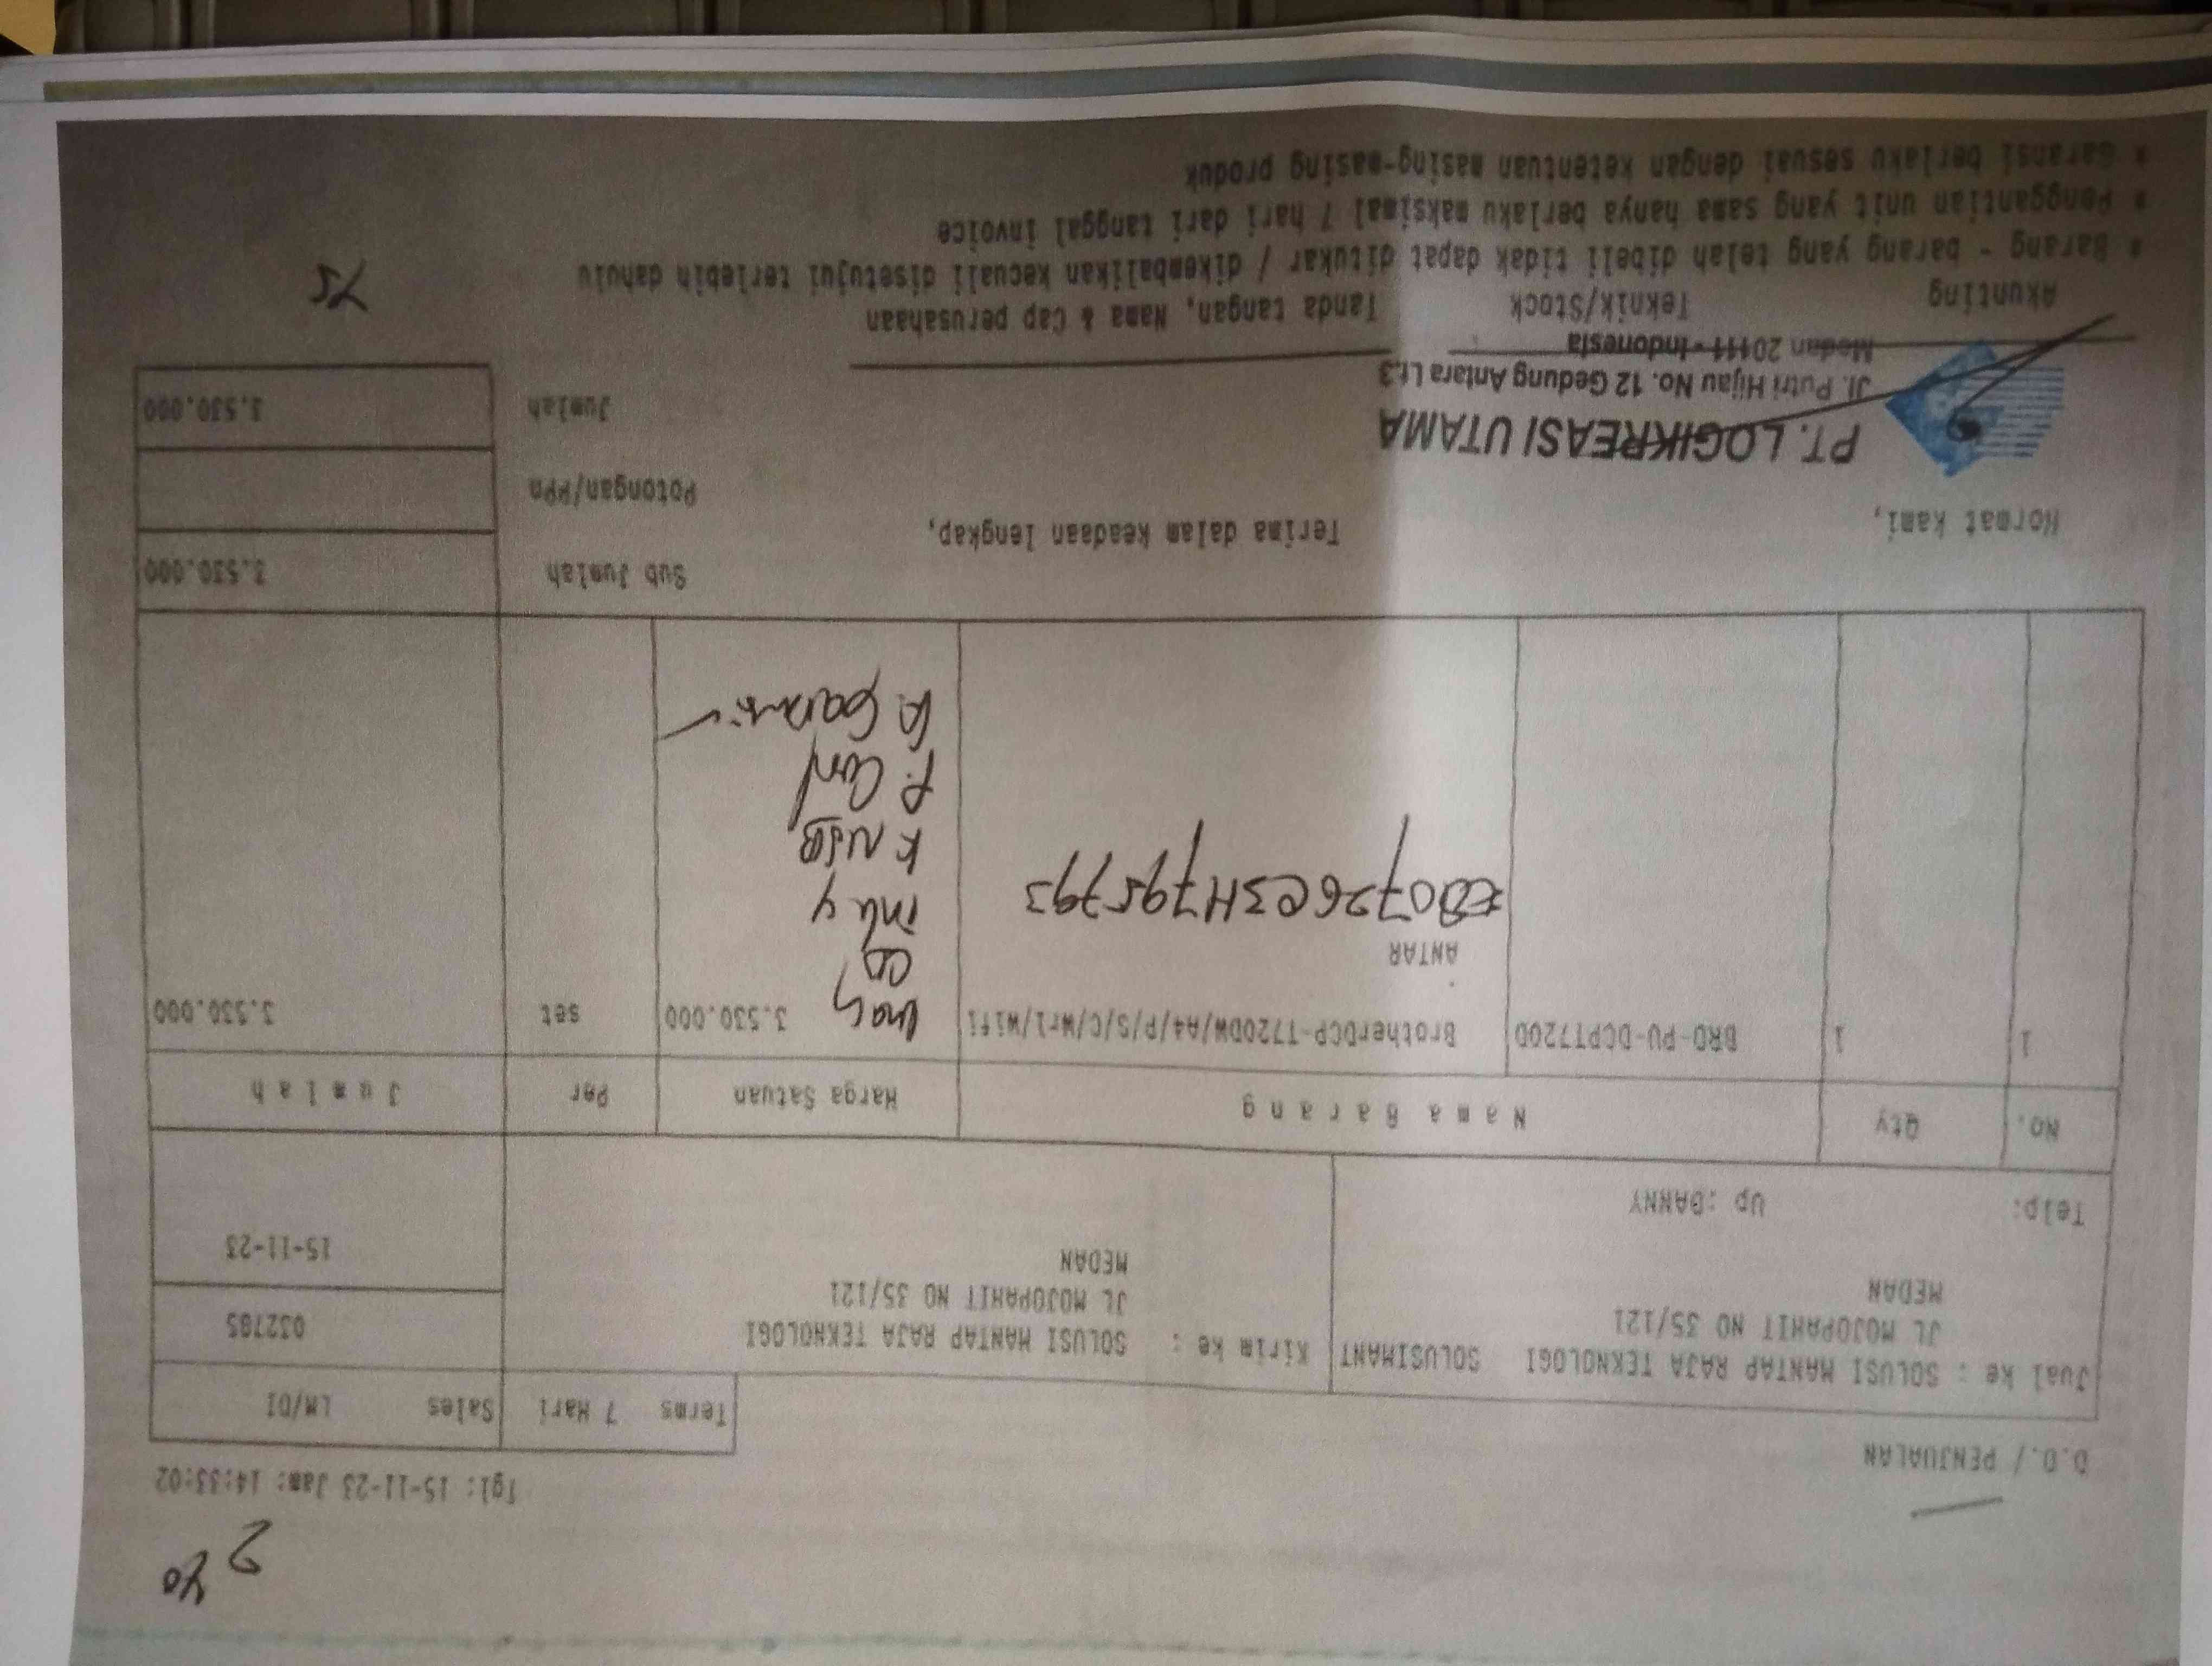 D.O./ PENJUALAN
Tgl: 15-11-23 Jam: 14:33:02
Terms 7 Hari Sales LM/DI
Jual ke : SOLUSI MANTAP RAJA TEKNOLOGI SOLUSIMANT
JL MOJOPAHIT NO 35/121
MEDAN
Telp: Up :DANNY
Kirim ke : SOLUSI MANTAP RAJA TEKNOLOGI
JL MOJOPAHIT NO 35/121
MEDAN
032785
15-11-23
No. Qty Nama Barang Harga Satuan Per Jumlah
1 1 BRO-PU-DCPT720D BrotherDCP-T720DW/A4/P/S/C/Wrl/Wifi 3.530.000 set 3.530.000
ANTAR
E80726C3H795793
K USB
Sub Jumlah 3.530.000
Potongan/PPn
Jumlah 3.530.000
Hormat kami,
Terima dalam keadaan lengkap,
PT. LOGIKREASI UTAMA
Jl. Putri Hijau No. 12 Gedung Antara Lt.3
Medan 20111 - Indonesia
Akunting Teknik/Stock Tanda tangan, Nama & Cap perusahaan
* Barang - barang yang telah dibeli tidak dapat ditukar / dikembalikan kecuali disetujui terlebih dahulu
* Penggantian unit yang sama hanya berlaku maksimal 7 hari dari tanggal invoice
* Garansi berlaku sesuai dengan ketentuan masing-masing produk